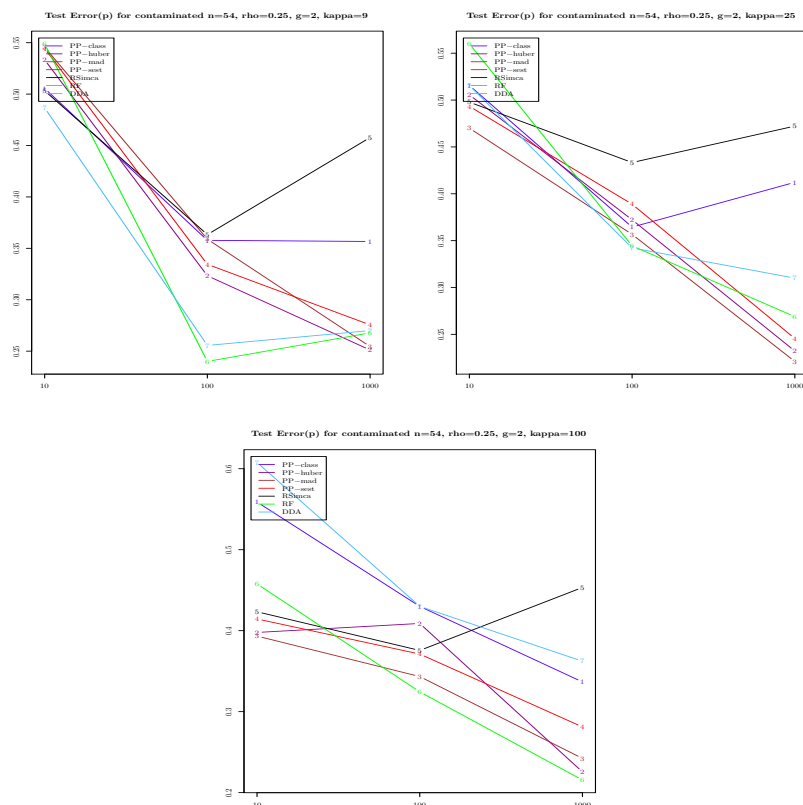 Test Error(p) for contaminated n=54, rho=0.25, g=2, kappa=9
0.55
0.50
0.45
0.40
0.35
0.30
0.25
PP−class
PP−huber
PP−mad
PP−sest
RSimca
RF
DDA
10
100
1000
Test Error(p) for contaminated n=54, rho=0.25, g=2, kappa=25
0.55
0.50
0.45
0.40
0.35
0.30
0.25
PP−class
PP−huber
PP−mad
PP−sest
RSimca
RF
DDA
10
100
1000
Test Error(p) for contaminated n=54, rho=0.25, g=2, kappa=100
0.6
0.5
0.4
0.3
0.2
PP−class
PP−huber
PP−mad
PP−sest
RSimca
RF
DDA
10
100
1000